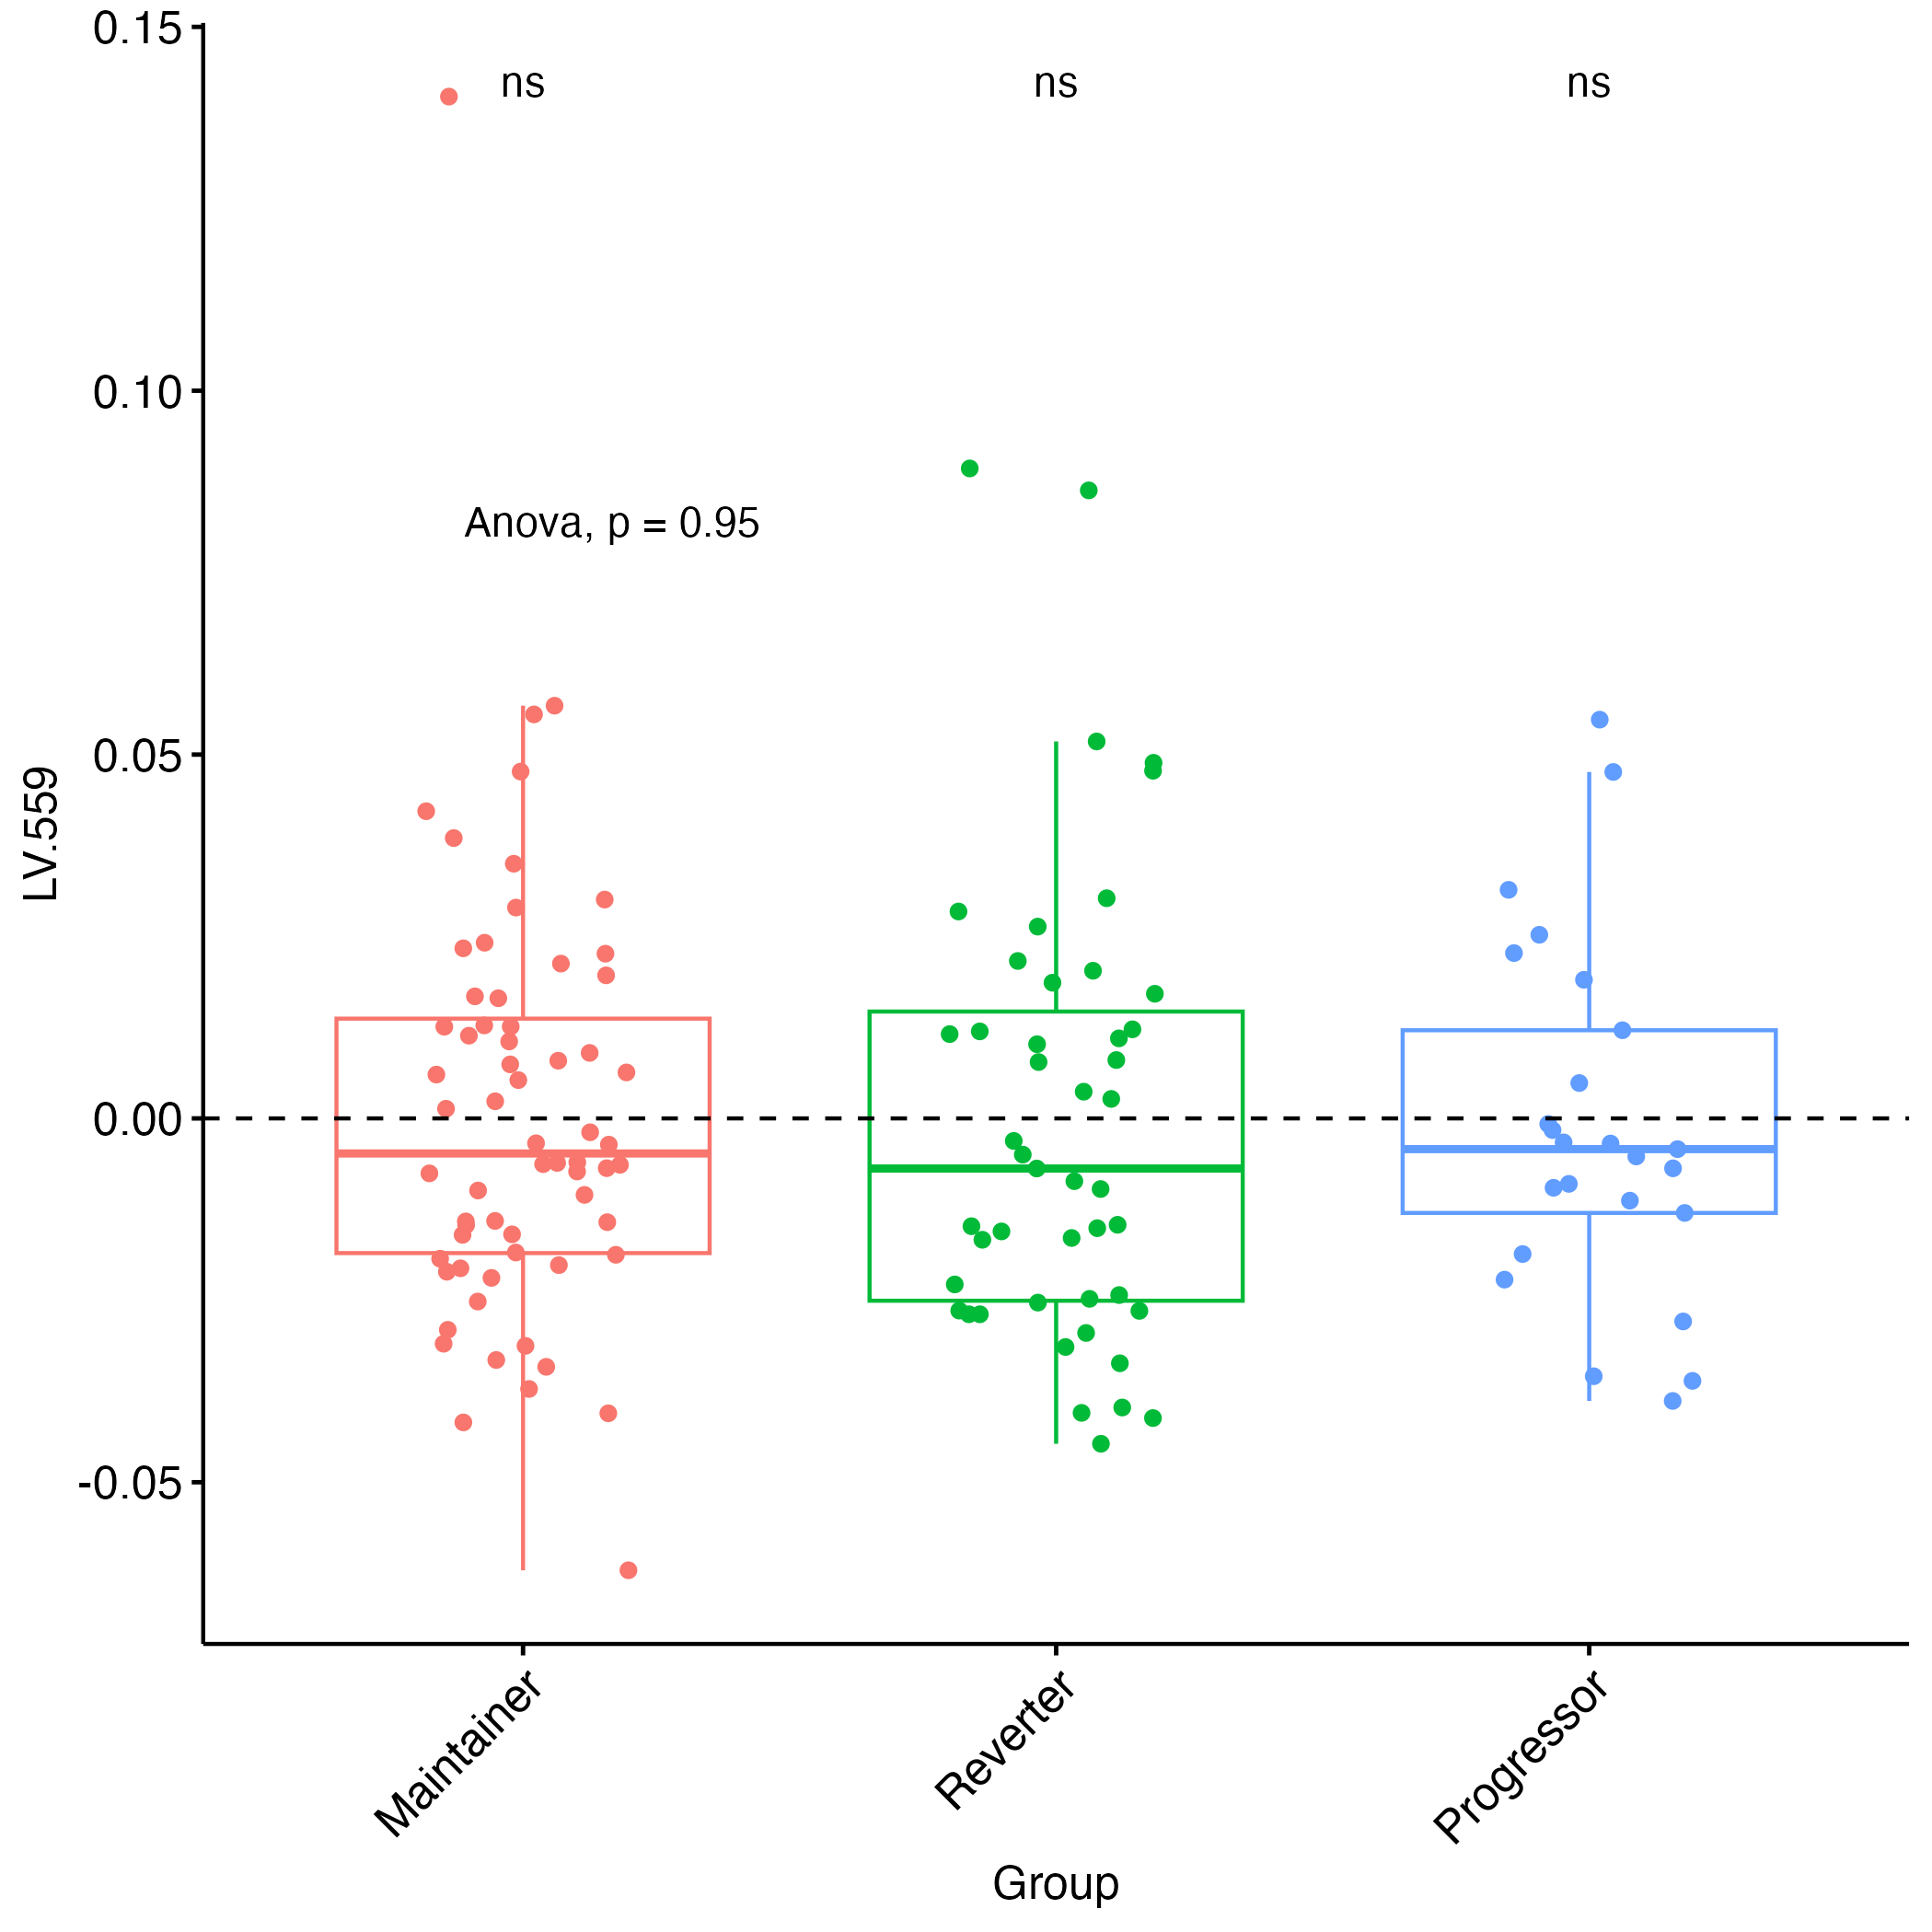 0.15
ns ns ns
0.10
Anova, p = 0.95
0.05
LV.559
0.00
-0.05
Maintainer Reverter Progressor
Group